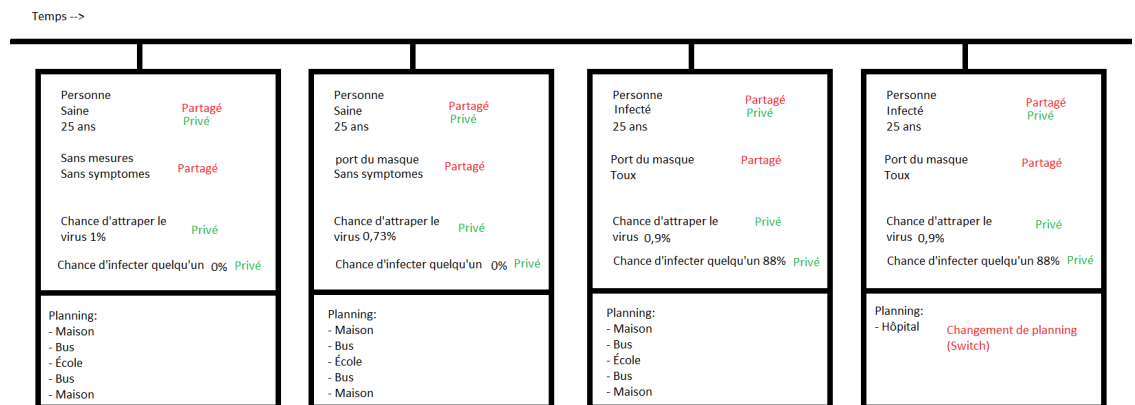 Temps -->
Personne
Saine
25 ans
Partagé
Privé
Sans mesures
Sans symptomes
Partagé
Chance d'attraper le
virus 1%
Privé
Chance d'infecter quelqu'un 0% Privé
Planning:
- Maison
- Bus
- École
- Bus
- Maison
Personne
Saine
25 ans
Partagé
Privé
port du masque
Sans symptomes
Partagé
Chance d'attraper le
virus 0,73%
Privé
Chance d'infecter quelqu'un 0% Privé
Planning:
- Maison
- Bus
- École
- Bus
- Maison
Personne
Infecté
25 ans
Partagé
Privé
Port du masque
Toux
Partagé
Chance d'attraper le
virus 0,9%
Privé
Chance d'infecter quelqu'un 88% Privé
Planning:
- Maison
- Bus
- École
- Bus
- Maison
Personne
Infecté
25 ans
Partagé
Privé
Port du masque
Toux
Partagé
Chance d'attraper le
virus 0,9%
Privé
Chance d'infecter quelqu'un 88% Privé
Planning:
- Hôpital
Changement de planning
(Switch)